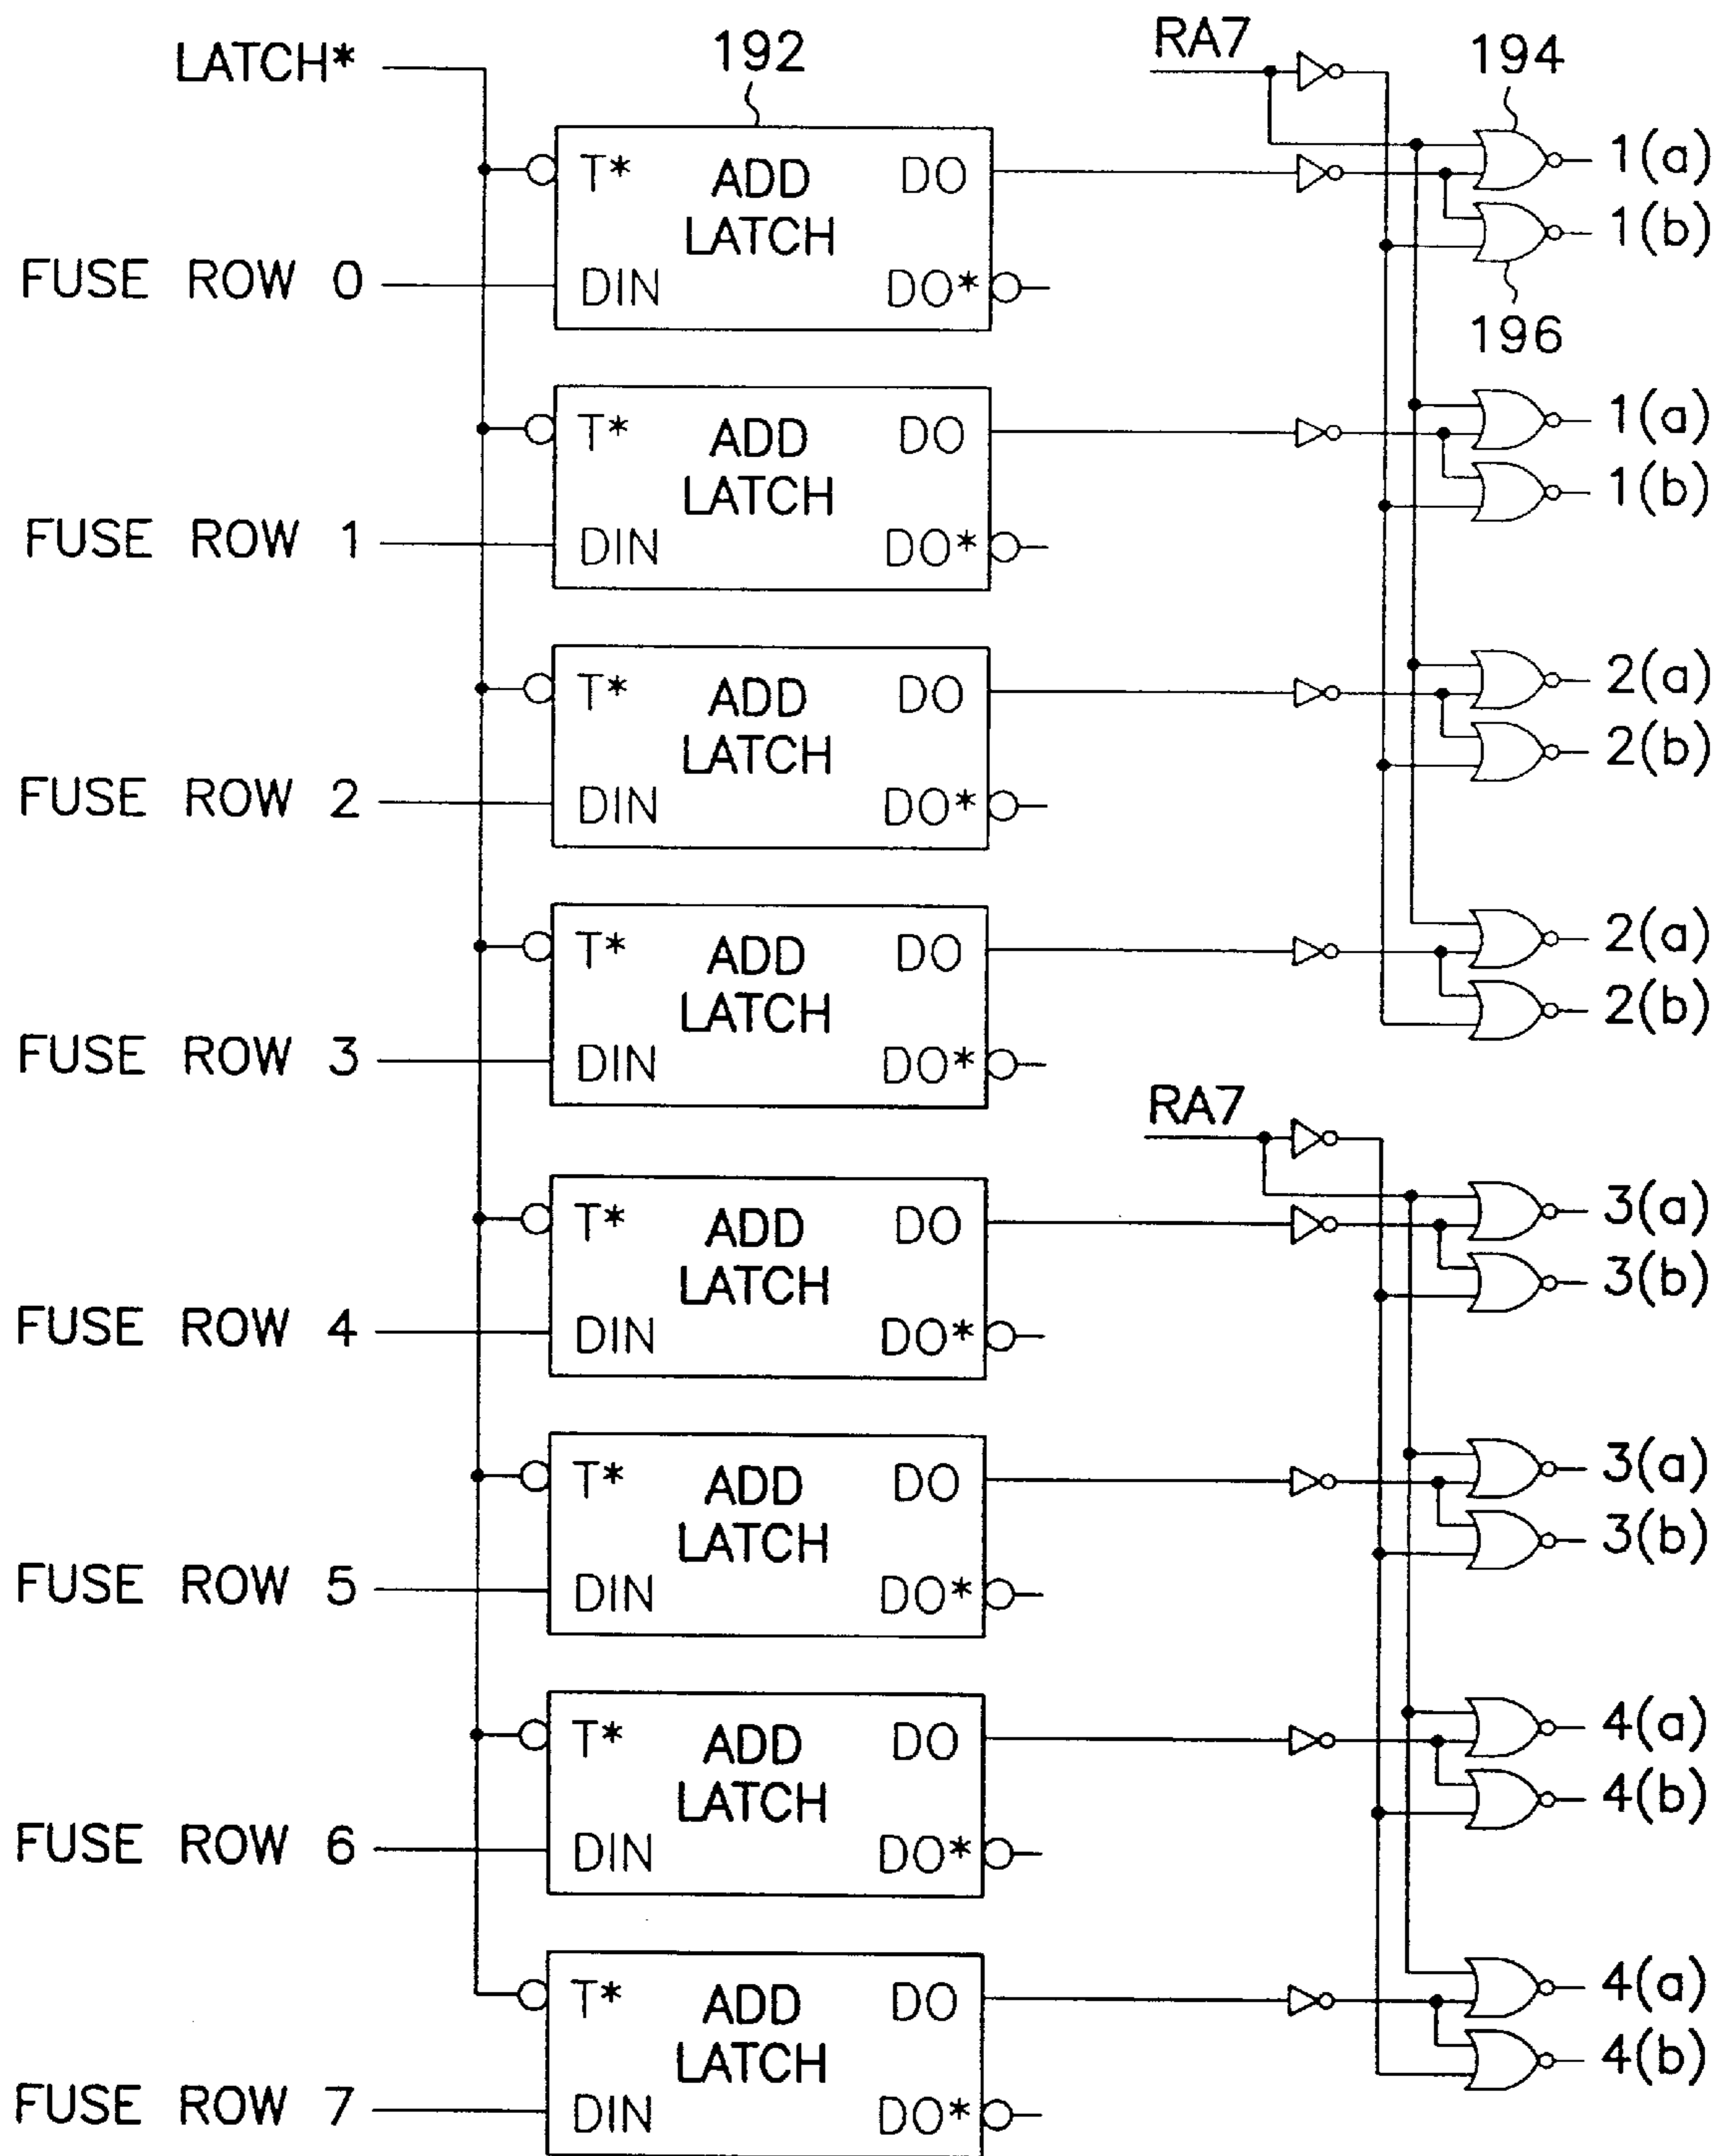 LATCH*
192
RA7
194
T* ADD LATCH DO
1(a)
1(b)
FUSE ROW 0
DIN DO*
196
T* ADD LATCH DO
1(a)
1(b)
FUSE ROW 1
DIN DO*
T* ADD LATCH DO
2(a)
2(b)
FUSE ROW 2
DIN DO*
T* ADD LATCH DO
2(a)
2(b)
FUSE ROW 3
DIN DO*
RA7
T* ADD LATCH DO
3(a)
3(b)
FUSE ROW 4
DIN DO*
T* ADD LATCH DO
3(a)
3(b)
FUSE ROW 5
DIN DO*
T* ADD LATCH DO
4(a)
4(b)
FUSE ROW 6
DIN DO*
T* ADD LATCH DO
4(a)
4(b)
FUSE ROW 7
DIN DO*